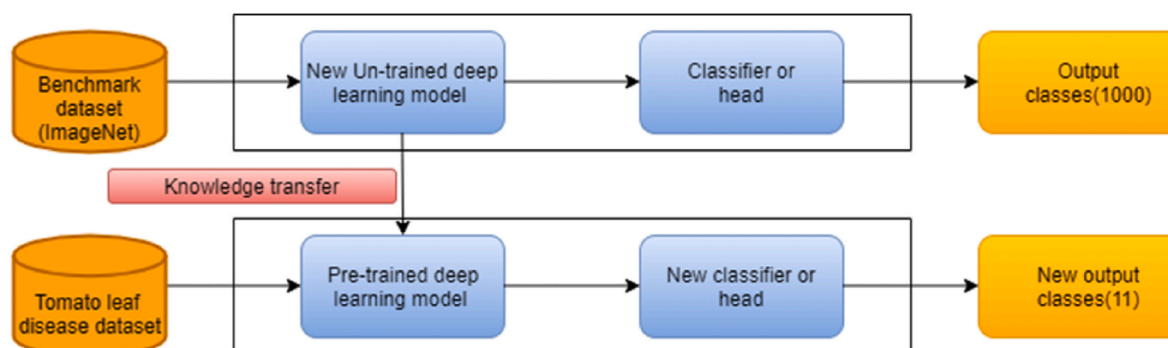 Benchmark
dataset
(ImageNet)
New Un-trained deep
learning model
Classifier or
head
Output
classes(1000)
Knowledge transfer
Tomato leaf
disease dataset
Pre-trained deep
learning model
New classifier or
head
New output
classes(11)